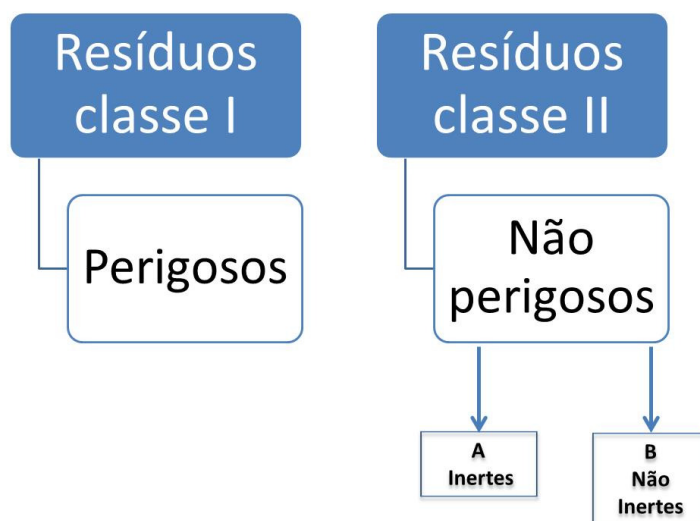 Resíduos
classe I
Perigosos
Resíduos
classe II
Não
perigosos
A
Inertes
B
Não
Inertes